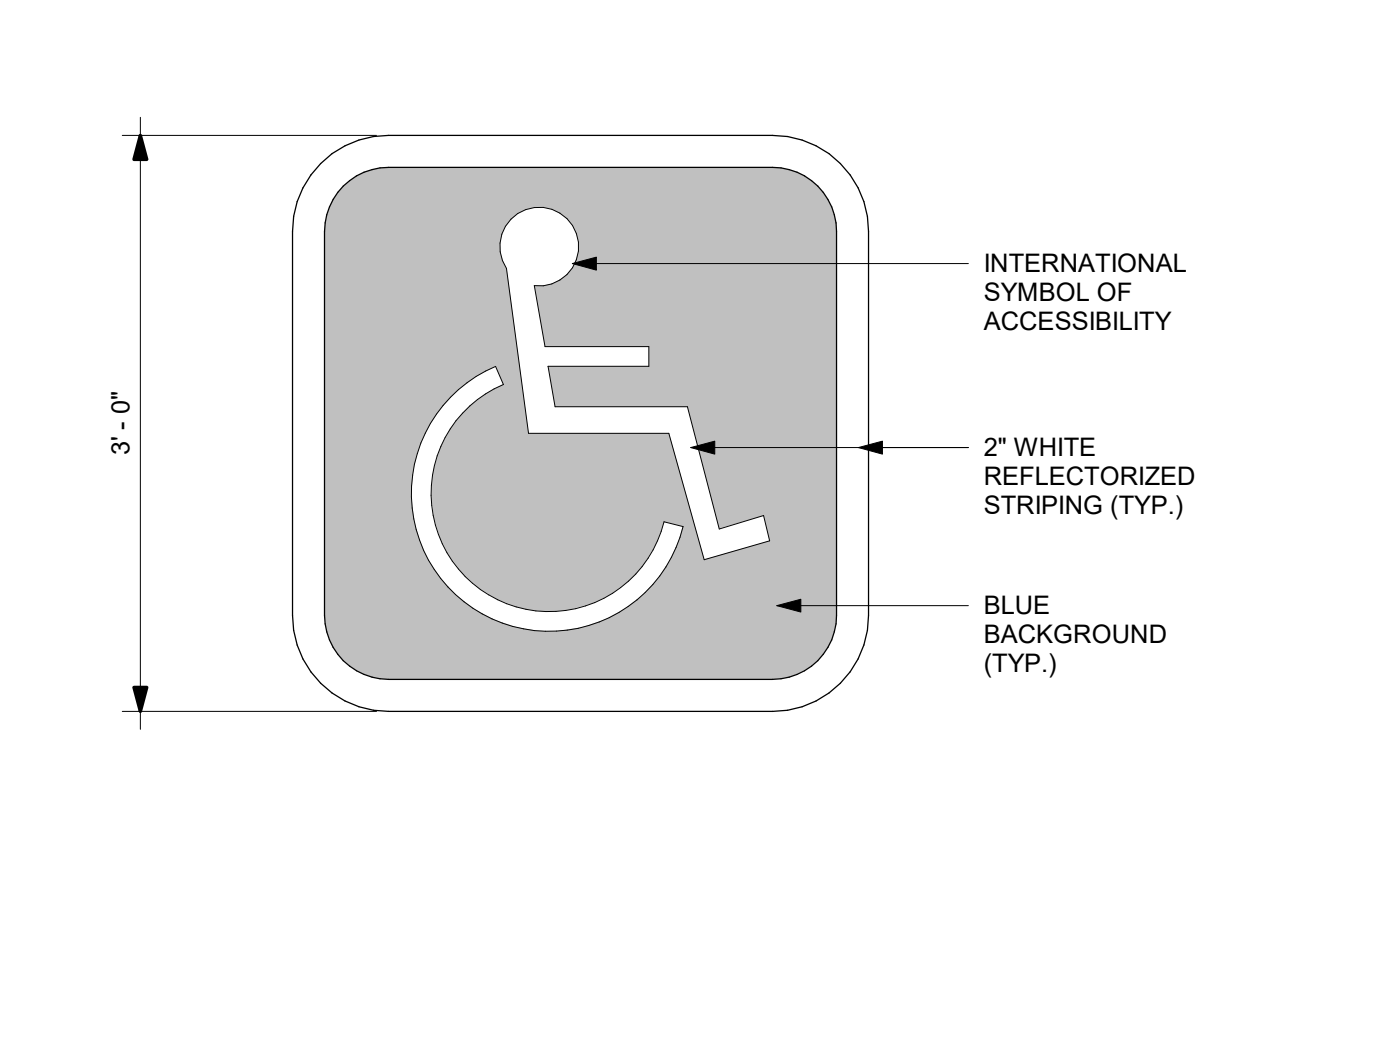 3' - 0"
INTERNATIONAL
SYMBOL OF
ACCESSIBILITY
2" WHITE
REFLECTORIZED
STRIPING (TYP.)
BLUE
BACKGROUND
(TYP.)